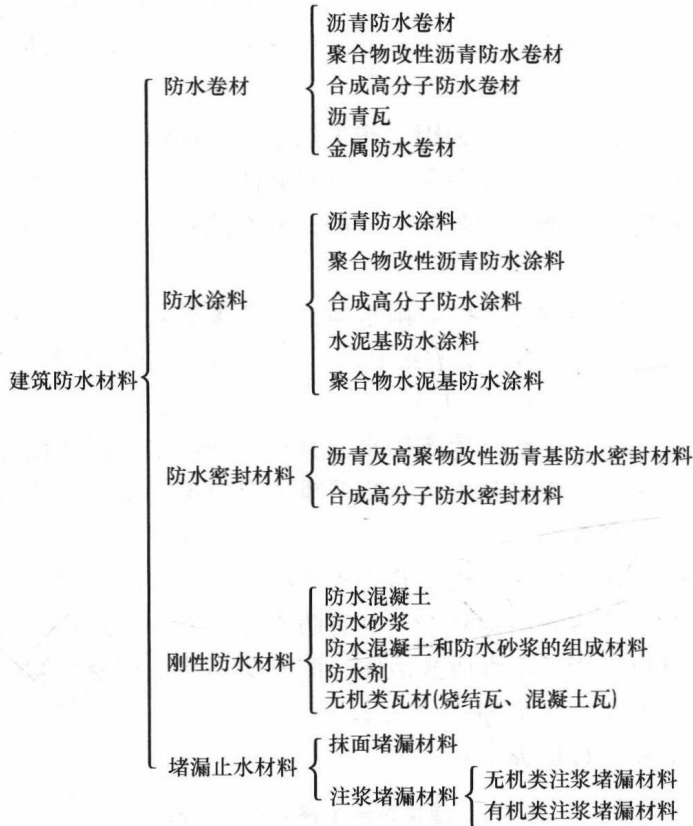 建筑防水材料
防水卷材
沥青防水卷材
聚合物改性沥青防水卷材
合成高分子防水卷材
沥青瓦
金属防水卷材
防水涂料
沥青防水涂料
聚合物改性沥青防水涂料
合成高分子防水涂料
水泥基防水涂料
聚合物水泥基防水涂料
防水密封材料
沥青及高聚物改性沥青基防水密封材料
合成高分子防水密封材料
刚性防水材料
防水混凝土
防水砂浆
防水混凝土和防水砂浆的组成材料
防水剂
无机类瓦材(烧结瓦、混凝土瓦)
堵漏止水材料
抹面堵漏材料
注浆堵漏材料
无机类注浆堵漏材料
有机类注浆堵漏材料